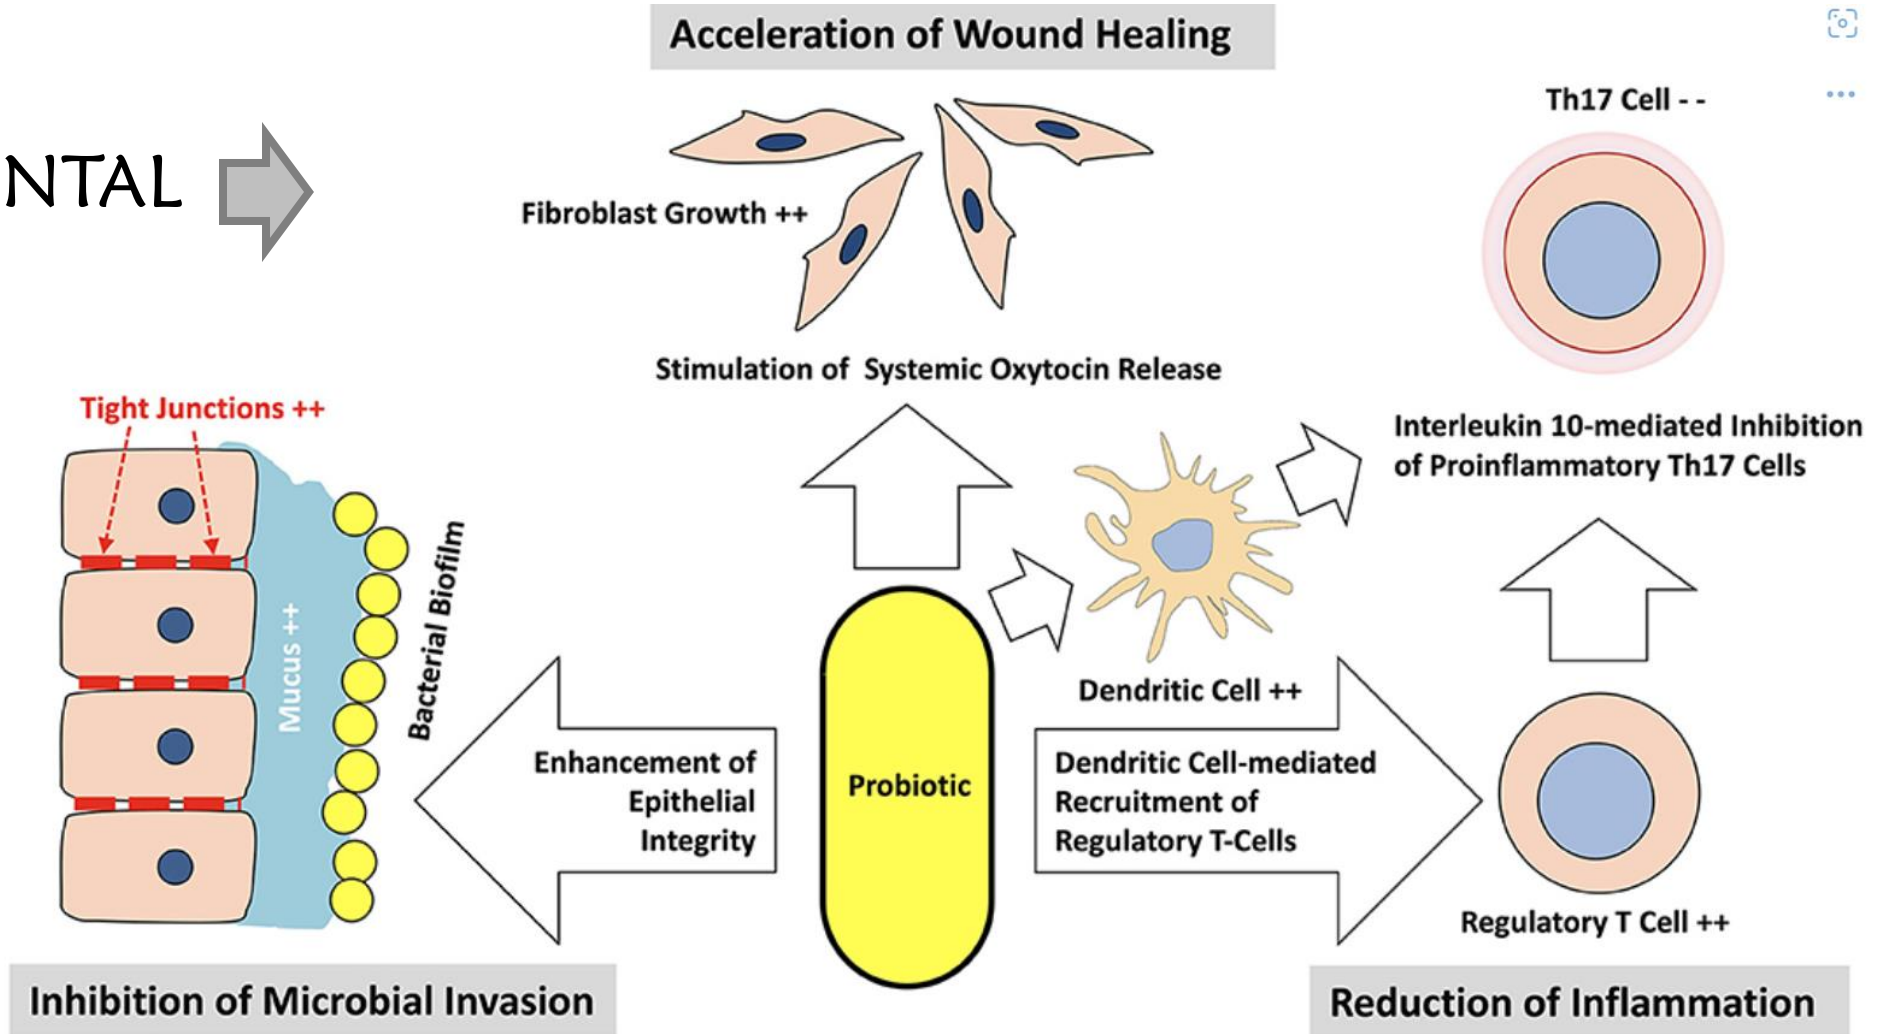 Acceleration of Wound Healing
Th17 Cell - -
NTAL
Fibroblast Growth ++
Stimulation of Systemic Oxytocin Release
Tight Junctions ++
Interleukin 10-mediated Inhibition
of Proinflammatory Th17 Cells
Mucus ++
Bacterial Biofilm
Dendritic Cell ++
Enhancement of
Epithelial
Integrity
Probiotic
Dendritic Cell-mediated
Recruitment of
Regulatory T-Cells
Regulatory T Cell ++
Inhibition of Microbial Invasion
Reduction of Inflammation